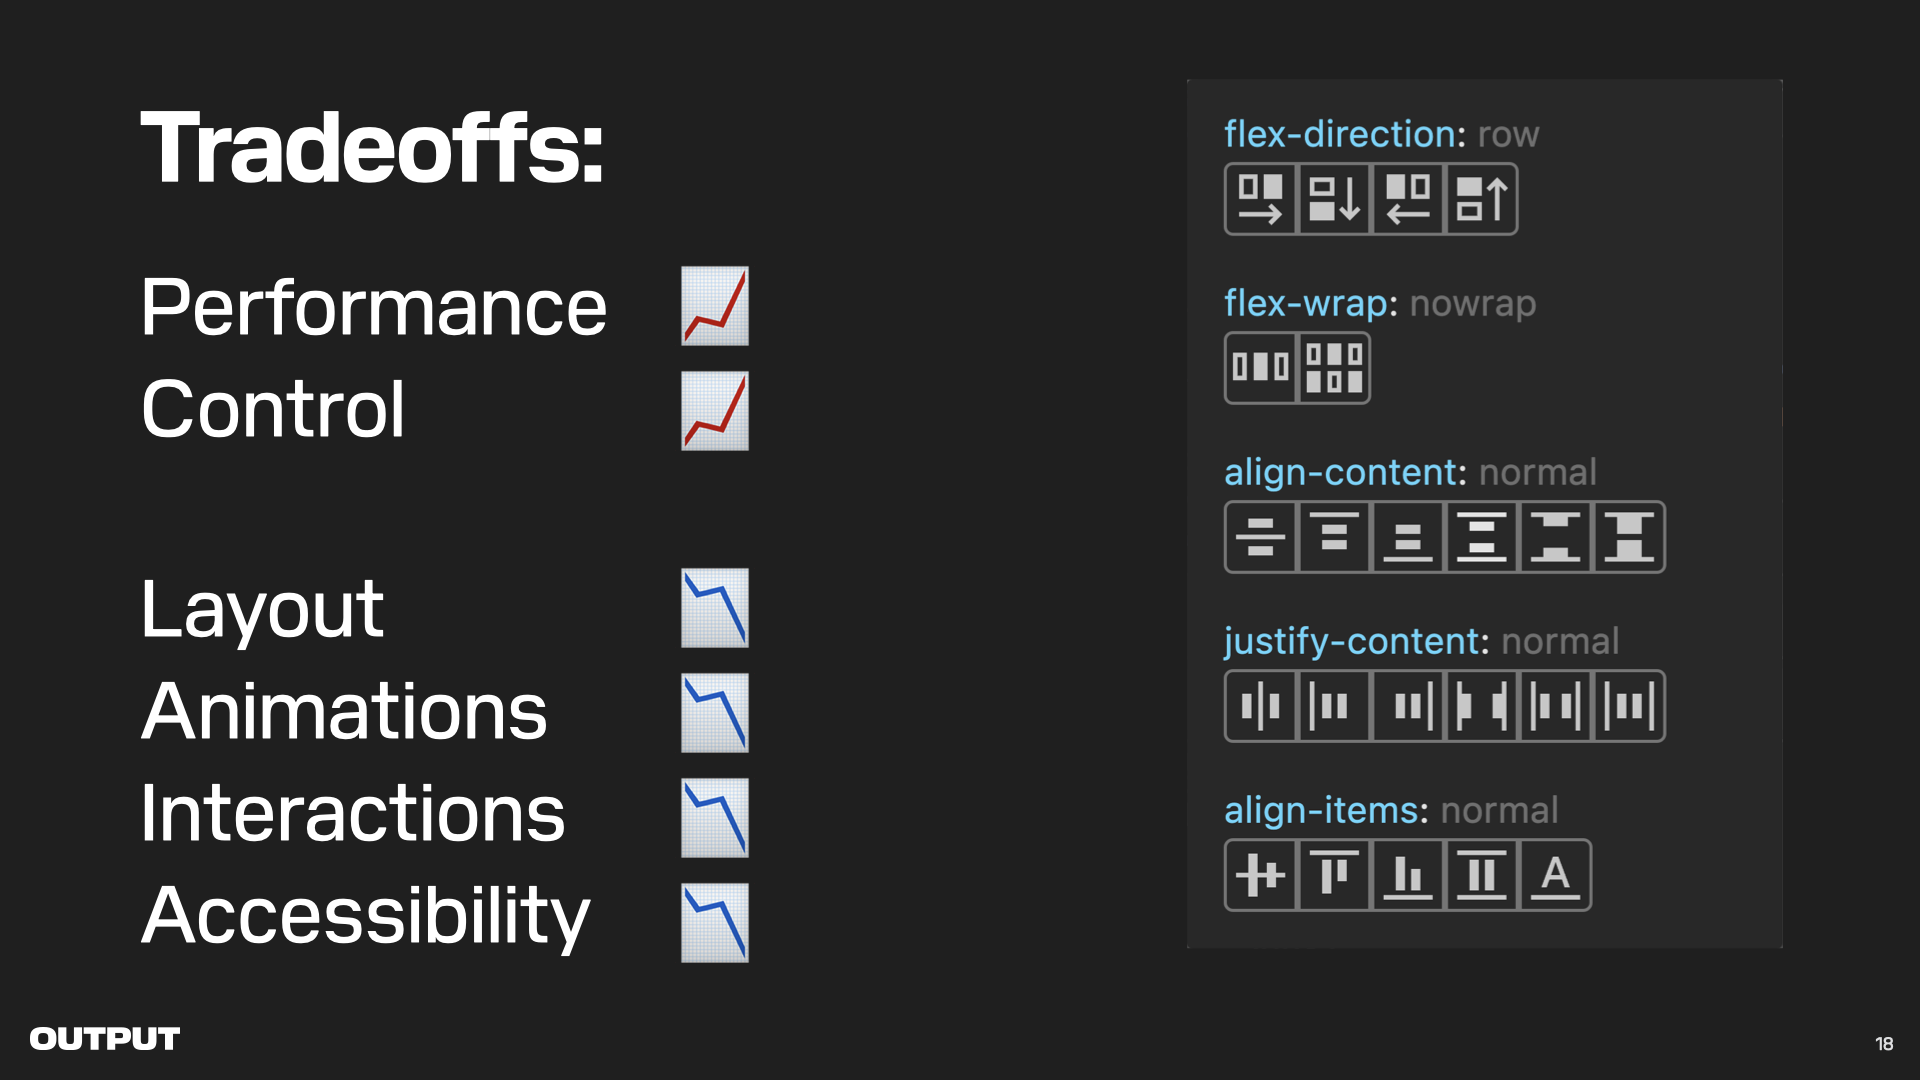 Tradeoffs:
Performance
Control
Layout
Animations
Interactions
Accessibility
flex-direction: row
flex-wrap: nowrap
align-content: normal
justify-content: normal
align-items: normal
A
OUTPUT
18